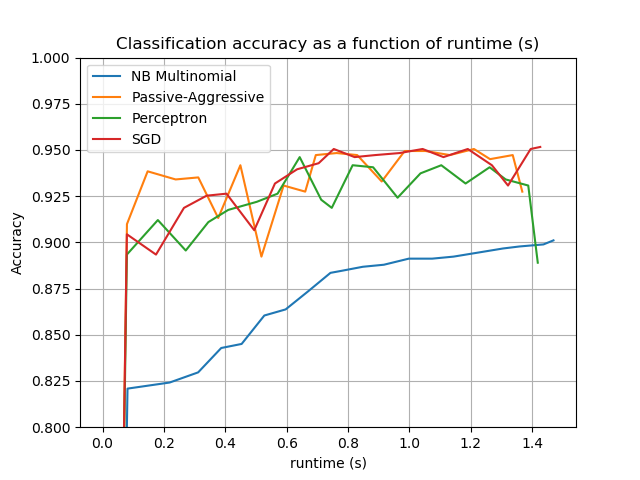 Classification accuracy as a function of runtime (s)
NB Multinomial
Passive-Aggressive
Perceptron
SGD
Accuracy
1.000
0.975
0.950
0.925
0.900
0.875
0.850
0.825
0.800
0.0 0.2 0.4 0.6 0.8 1.0 1.2 1.4
runtime (s)